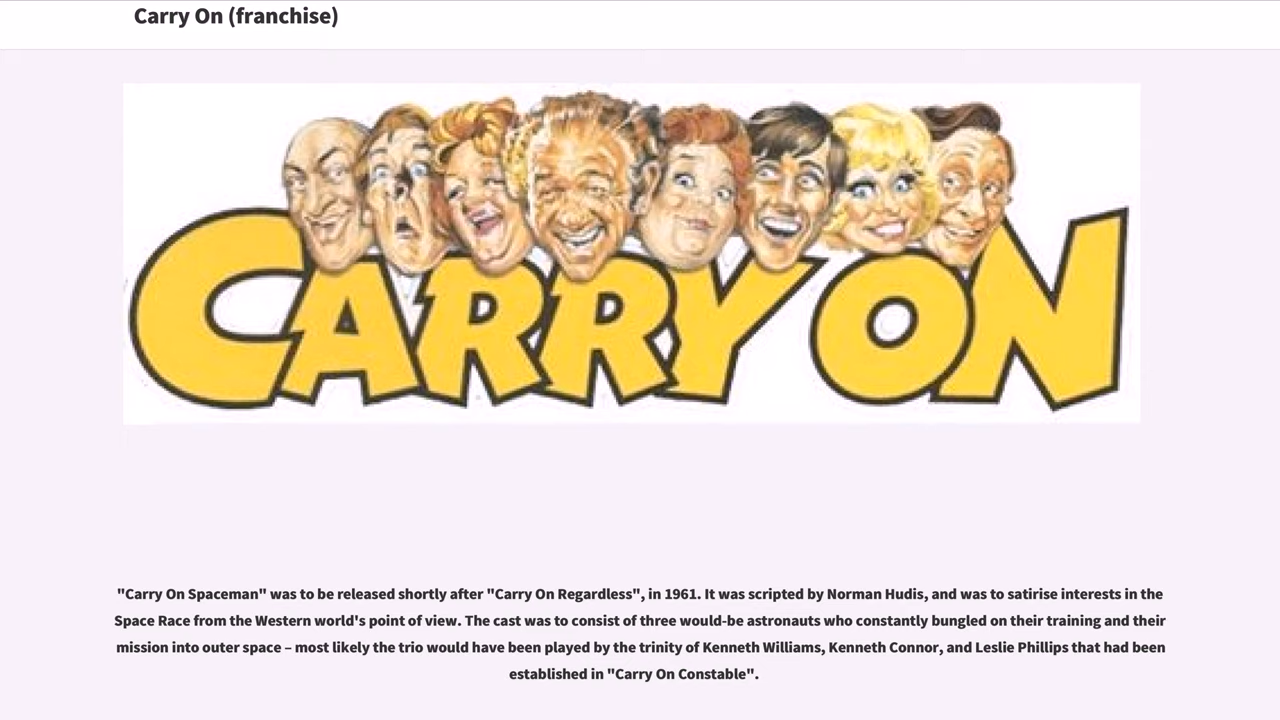 Carry On (franchise)
CARRY ON
"Carry On Spaceman" was to be released shortly after "Carry On Regardless", in 1961. It was scripted by Norman Hudis, and was to satirise interests in the
Space Race from the Western world's point of view. The cast was to consist of three would-be astronauts who constantly bungled on their training and their
mission into outer space – most likely the trio would have been played by the trinity of Kenneth Williams, Kenneth Connor, and Leslie Phillips that had been
established in "Carry On Constable".